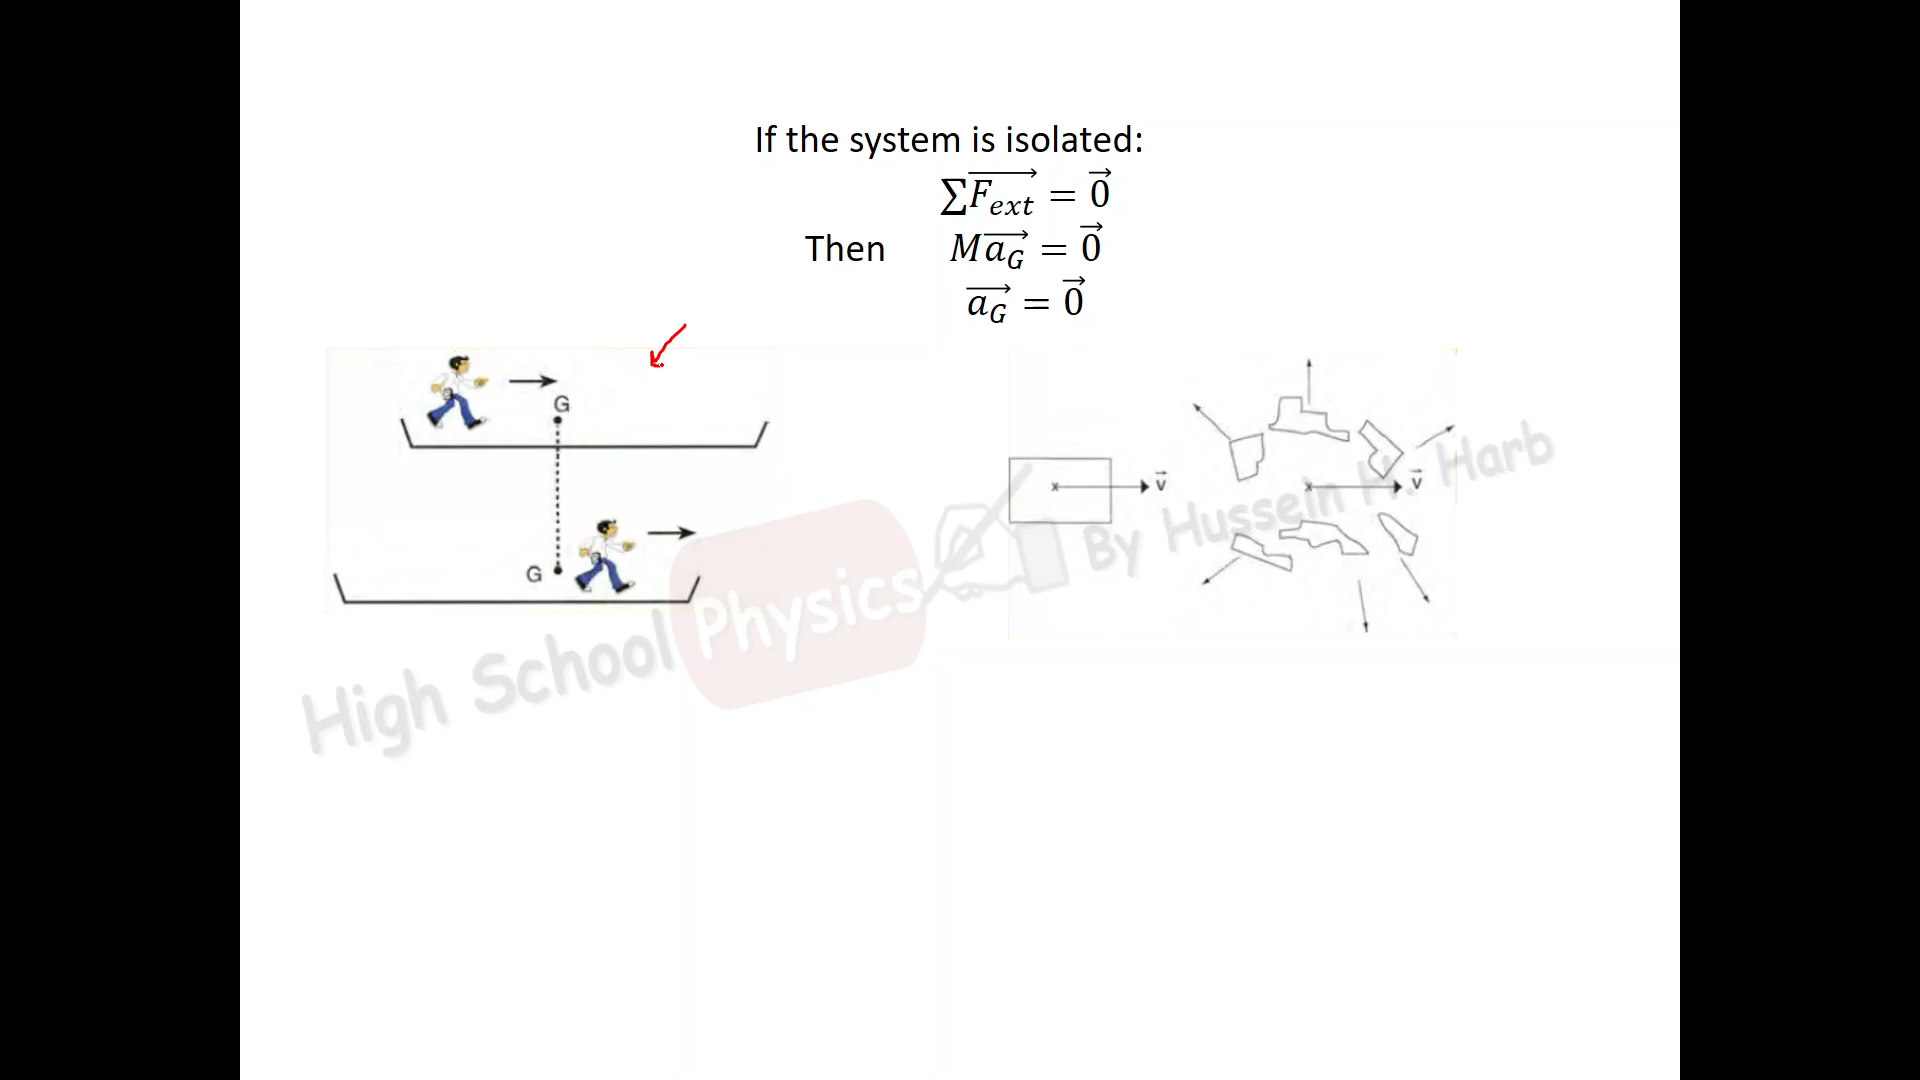 If the system is isolated:
∑F⃗ext = 0⃗
Then Ma⃗G = 0⃗
a⃗G = 0⃗
G
G
v⃗
v⃗
High School Physics By Hussein H. Harb